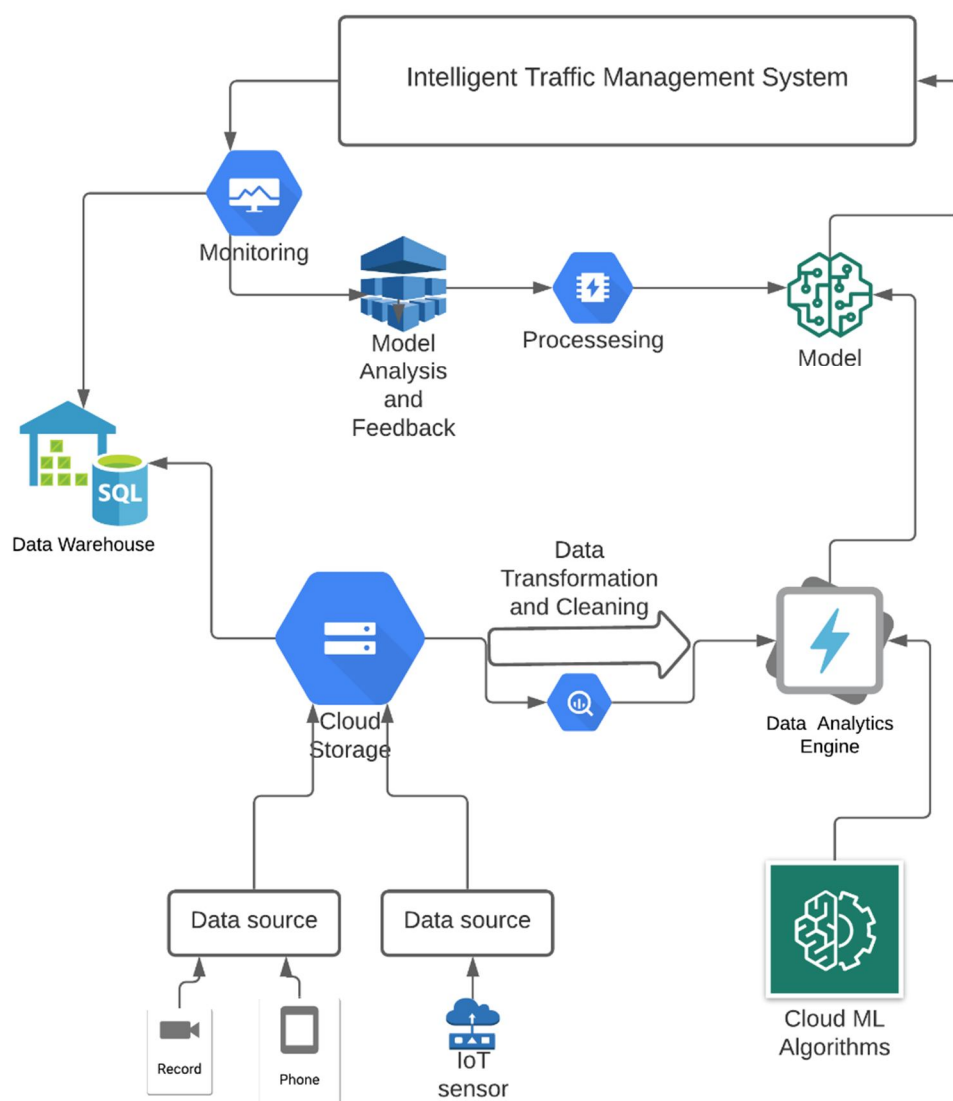 Intelligent Traffic Management System
Monitoring
Model
Analysis
and
Feedback
Processesing
Model
SQL
Data Warehouse
Data
Transformation
and Cleaning
Cloud
Storage
Data Analytics
Engine
Data source
Data source
Record
Phone
IoT
sensor
Cloud ML
Algorithms